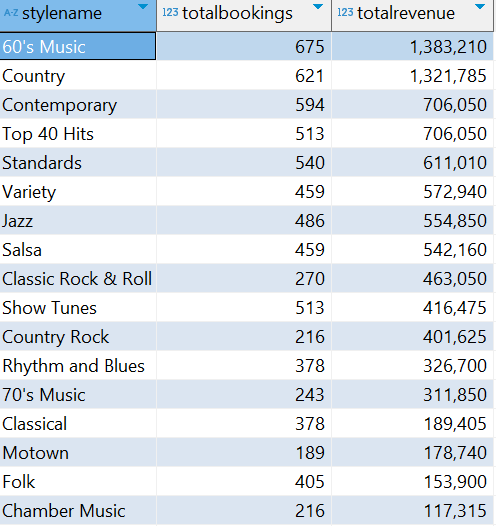 A-Z stylename 123 totalbookings 123 totalrevenue
60's Music 675 1,383,210
Country 621 1,321,785
Contemporary 594 706,050
Top 40 Hits 513 706,050
Standards 540 611,010
Variety 459 572,940
Jazz 486 554,850
Salsa 459 542,160
Classic Rock & Roll 270 463,050
Show Tunes 513 416,475
Country Rock 216 401,625
Rhythm and Blues 378 326,700
70's Music 243 311,850
Classical 378 189,405
Motown 189 178,740
Folk 405 153,900
Chamber Music 216 117,315